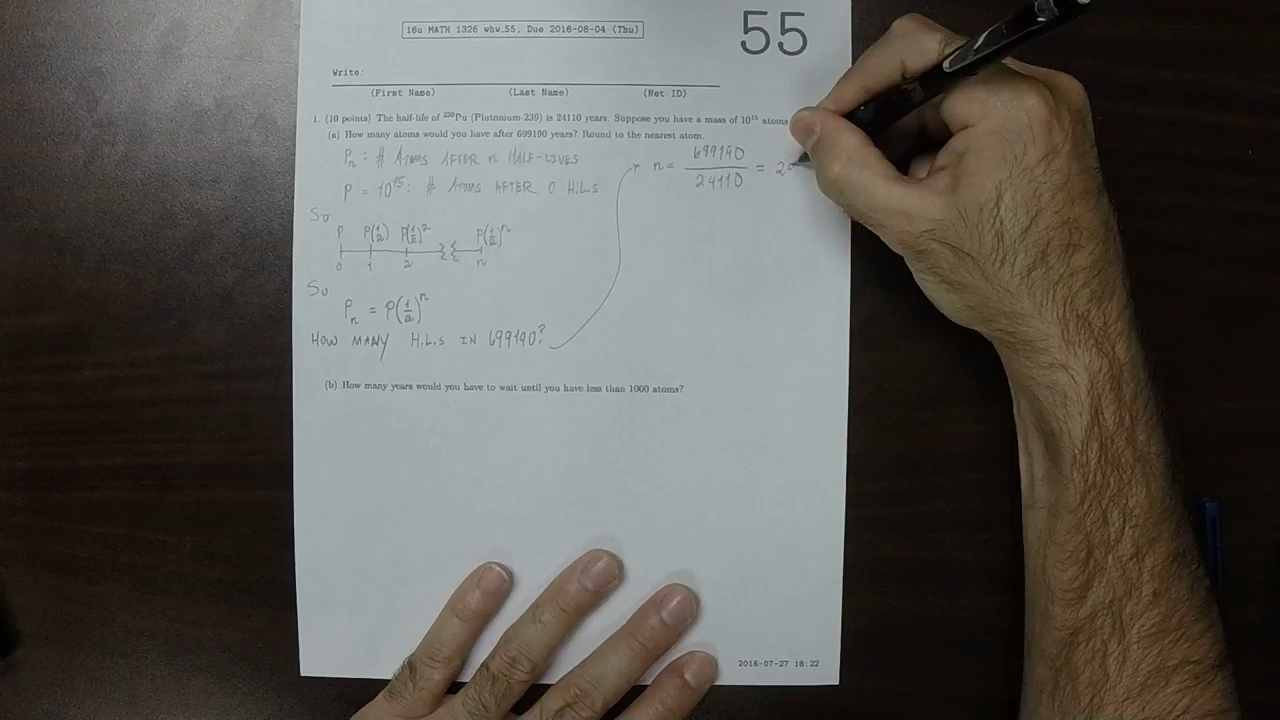 16u MATH 1326 whw_55, Due 2016-08-04 (Thu)
55
Write:
(First Name) (Last Name) (Net ID)
1. (10 points) The half-life of ²³⁹Pu (Plutonium-239) is 24110 years. Suppose you have a mass of 10¹⁵ atoms
(a) How many atoms would you have after 699190 years? Round to the nearest atom.
Pₙ : # ATOMS AFTER n HALF-LIVES
P = 10¹⁵ : # ATOMS AFTER 0 H.L.S
So
P P(1/2) P(1/2)² P(1/2)ⁿ
0 1 2 n
So
Pₙ = P(1/2)ⁿ
HOW MANY H.L.S IN 699190?
n = 699190/24110 = 2
(b) How many years would you have to wait until you have less than 1000 atoms?
2016-07-27 18:22